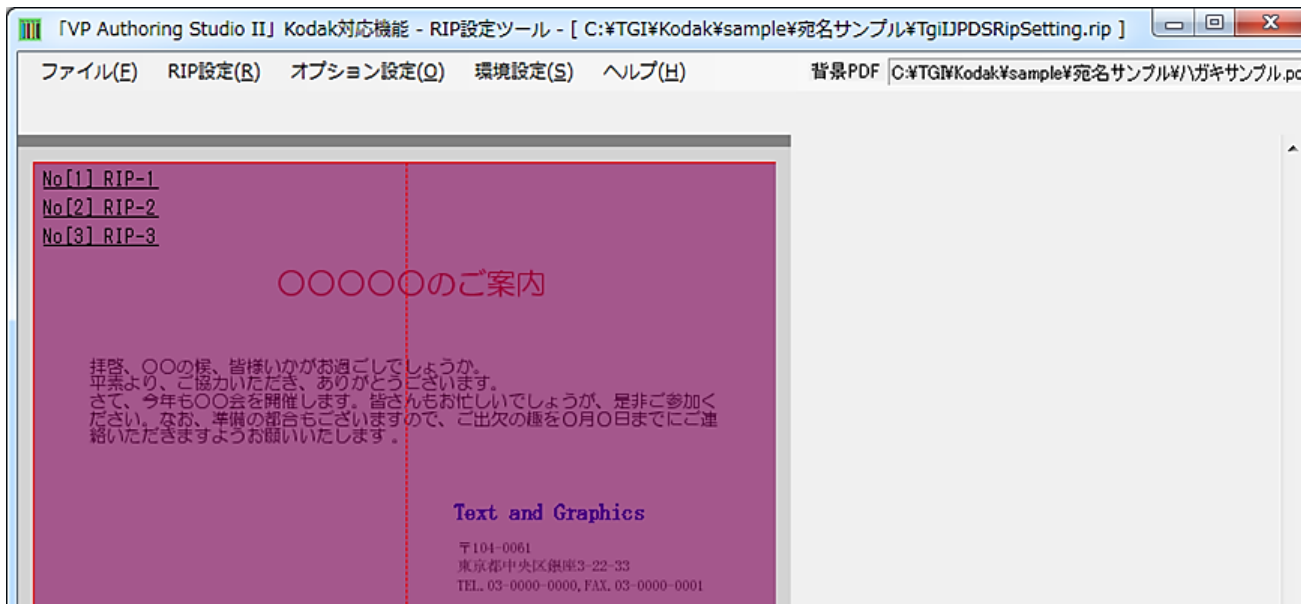 「VP Authoring Studio II」 Kodak対応機能 - RIP設定ツール - [ C:¥TGI¥Kodak¥sample¥宛名サンプル¥TgiIJPDSRipSetting.rip ]
ファイル(F) RIP設定(R) オプション設定(O) 環境設定(S) ヘルプ(H) 背景PDF C:¥TGI¥Kodak¥sample¥宛名サンプル¥ハガキサンプル.pd
No[1] RIP-1
No[2] RIP-2
No[3] RIP-3
〇〇〇〇〇のご案内
拝啓、〇〇の候、皆様いかがお過ごしでしょうか。
平素より、ご協力いただき、ありがとうございます。
さて、今年も〇〇会を開催します。皆さんもお忙しいでしょうが、是非ご参加く
ださい。なお、準備の都合もございますので、ご出欠の趣を〇月〇日までにご連
絡いただきますようお願いいたします。
Text and Graphics
〒104-0061
東京都中央区銀座3-22-33
TEL. 03-0000-0000, FAX. 03-0000-0001